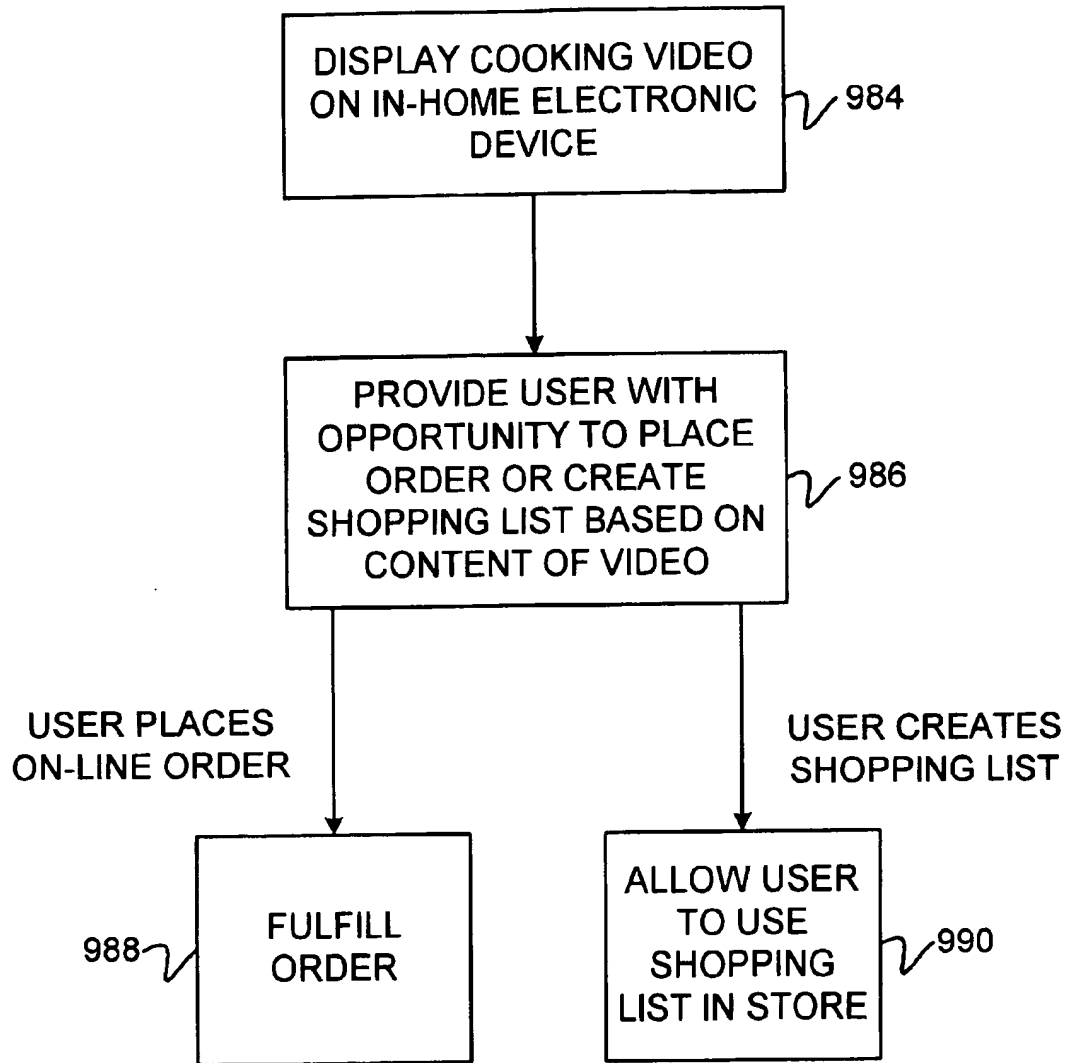 DISPLAY COOKING VIDEO
ON IN-HOME ELECTRONIC
DEVICE
984
PROVIDE USER WITH
OPPORTUNITY TO PLACE
ORDER OR CREATE
SHOPPING LIST BASED ON
CONTENT OF VIDEO
986
USER PLACES
ON-LINE ORDER
USER CREATES
SHOPPING LIST
FULFILL
ORDER
988
ALLOW USER
TO USE
SHOPPING
LIST IN STORE
990